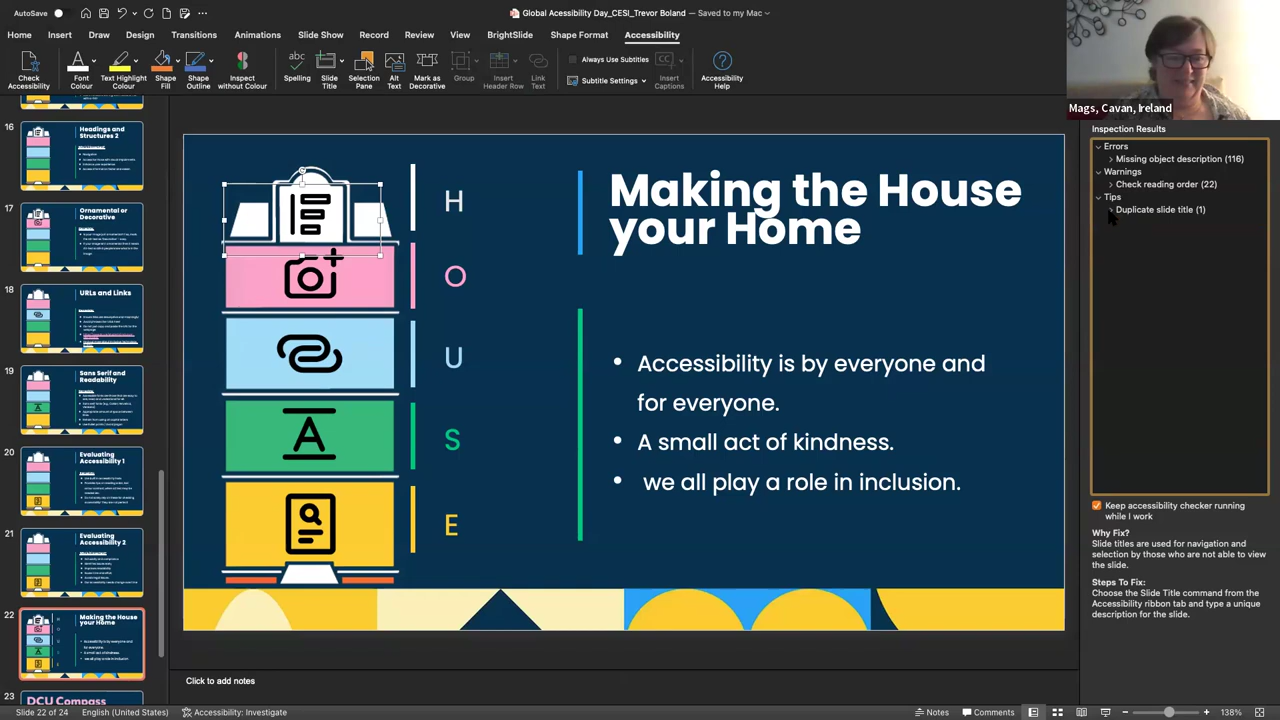 AutoSave
Global Acessibility Day_CESI_Trevor Boland — Saved to my Mac
Home Insert Draw Design Transitions Animations Slide Show Record Review View BrightSlide Shape Format Accessibility
Check Accessibility
Font Colour
Text Highlight Colour
Shape Fill
Shape Outline
Inspect without Colour
Spelling
Slide Title
Selection Pane
Alt Text
Mark as Decorative
Group
Insert Header Row
Link Text
Always Use Subtitles
Subtitle Settings
Insert Captions
Accessibility Help
Mags, Cavan, Ireland
16
Headings and
Structures 2
17
Ornamental or
Decorative
18
URLs and Links
19
Sans Serif and
Readability
20
Evaluating
Accessibility 1
21
Evaluating
Accessibility 2
22
Making the House
your Home
23
DCU Compass
H
O
U
S
E
A
Making the House
your Home
• Accessibility is by everyone and
for everyone.
• A small act of kindness.
• we all play a role in inclusion.
Inspection Results
Errors
Missing object description (116)
Warnings
Check reading order (22)
Tips
Duplicate slide title (1)
Keep accessibility checker running
while I work
Why Fix?
Slide titles are used for navigation and
selection by those who are not able to view
the slide.
Steps To Fix:
Choose the Slide Title command from the
Accessibility ribbon tab and type a unique
description for the slide.
Click to add notes
Slide 22 of 24 English (United States) Accessibility: Investigate Notes Comments 138%